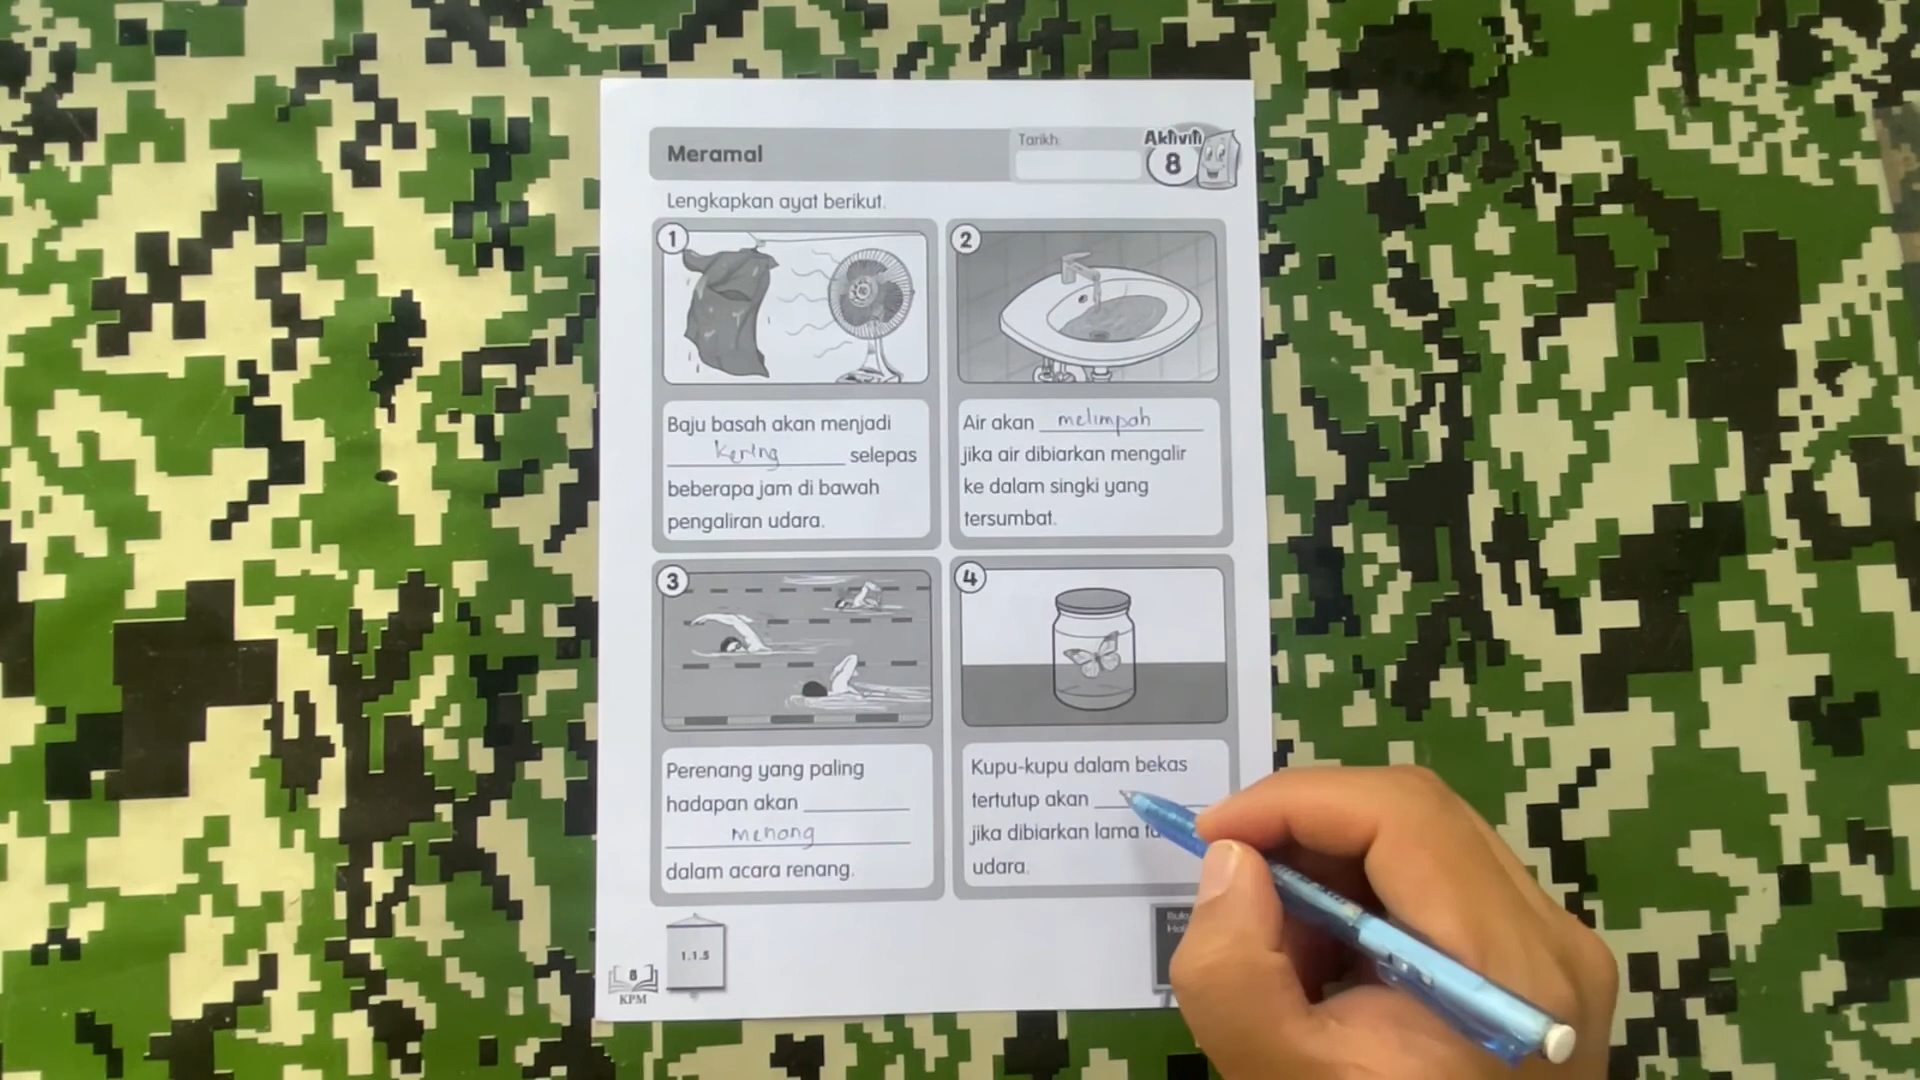 Meramal
Tarikh:
Aktiviti
8
Lengkapkan ayat berikut.
1
Baju basah akan menjadi
kering selepas
beberapa jam di bawah
pengaliran udara.
2
Air akan melimpah
jika air dibiarkan mengalir
ke dalam singki yang
tersumbat.
3
Perenang yang paling
hadapan akan
menang
dalam acara renang.
4
Kupu-kupu dalam bekas
tertutup akan
jika dibiarkan lama
udara.
1.1.5
8
KPM